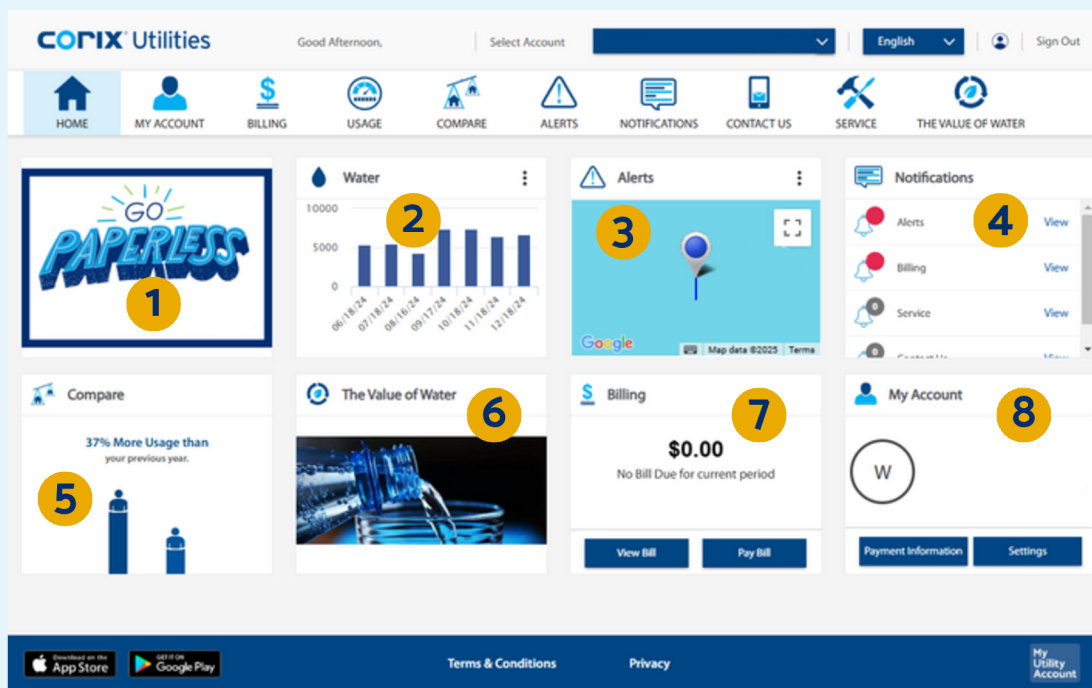 CORIX Utilities
Good Afternoon,
Select Account
English
Sign Out
HOME
MY ACCOUNT
BILLING
USAGE
COMPARE
ALERTS
NOTIFICATIONS
CONTACT US
SERVICE
THE VALUE OF WATER
GO
PAPERLESS
1
Water
10000
5000
0
06/18/24
07/18/24
08/16/24
09/17/24
10/18/24
11/18/24
12/18/24
2
Alerts
3
Google
Map data ©2025
Terms
Notifications
4
Alerts
View
Billing
View
0
Service
View
0
Contact Us
View
Compare
37% More Usage than
your previous year.
5
The Value of Water
6
Billing
7
$0.00
No Bill Due for current period
View Bill
Pay Bill
My Account
8
W
Payment Information
Settings
Download on the
App Store
GET IT ON
Google Play
Terms & Conditions
Privacy
My
Utility
Account